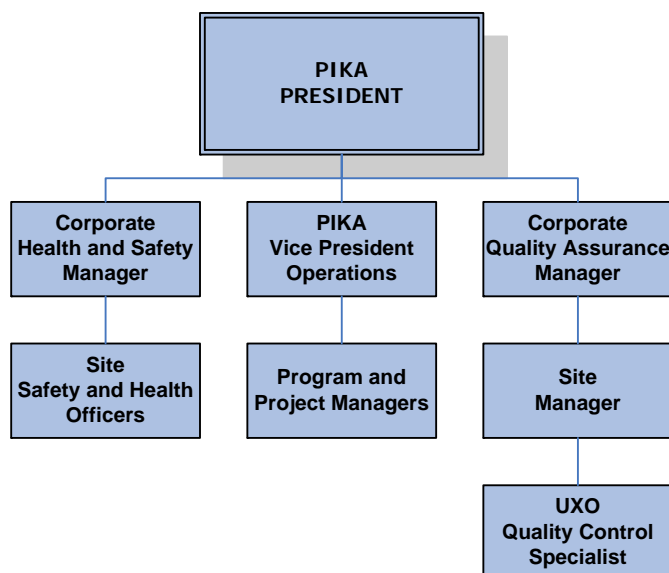 PIKA
PRESIDENT
Corporate
Health and Safety
Manager
PIKA
Vice President
Operations
Corporate
Quality Assurance
Manager
Site
Safety and Health
Officers
Program and
Project Managers
Site
Manager
UXO
Quality Control
Specialist